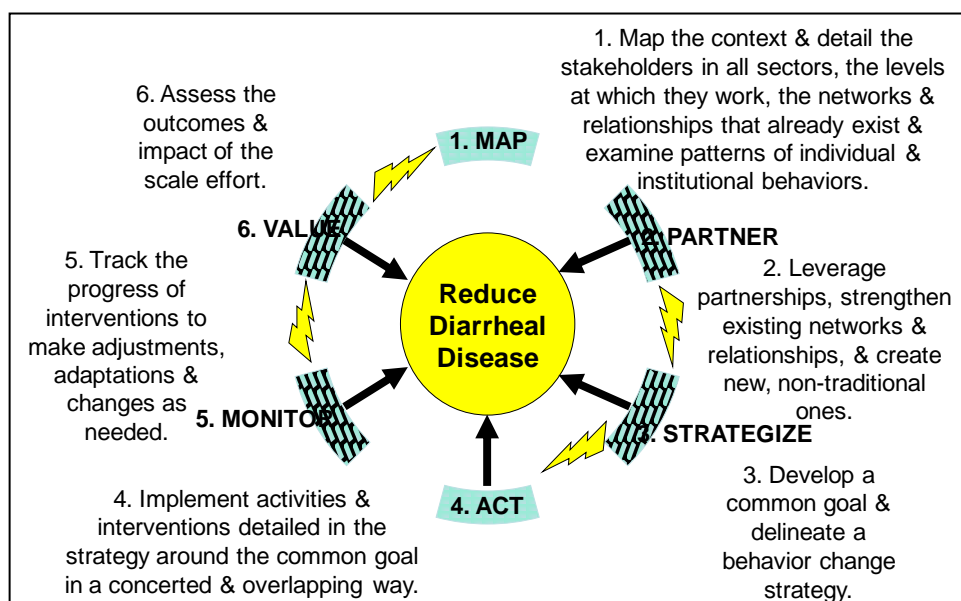 1. Map the context & detail the
stakeholders in all sectors, the levels
at which they work, the networks &
relationships that already exist &
examine patterns of individual &
institutional behaviors.
6. Assess the
outcomes &
impact of the
scale effort.
1. MAP
6. VALUE
2. PARTNER
5. Track the
progress of
interventions to
make adjustments,
adaptations &
changes as
needed.
Reduce
Diarrheal
Disease
2. Leverage
partnerships, strengthen
existing networks &
relationships, & create
new, non-traditional
ones.
5. MONITOR
3. STRATEGIZE
4. ACT
4. Implement activities &
interventions detailed in the
strategy around the common goal
in a concerted & overlapping way.
3. Develop a
common goal &
delineate a
behavior change
strategy.